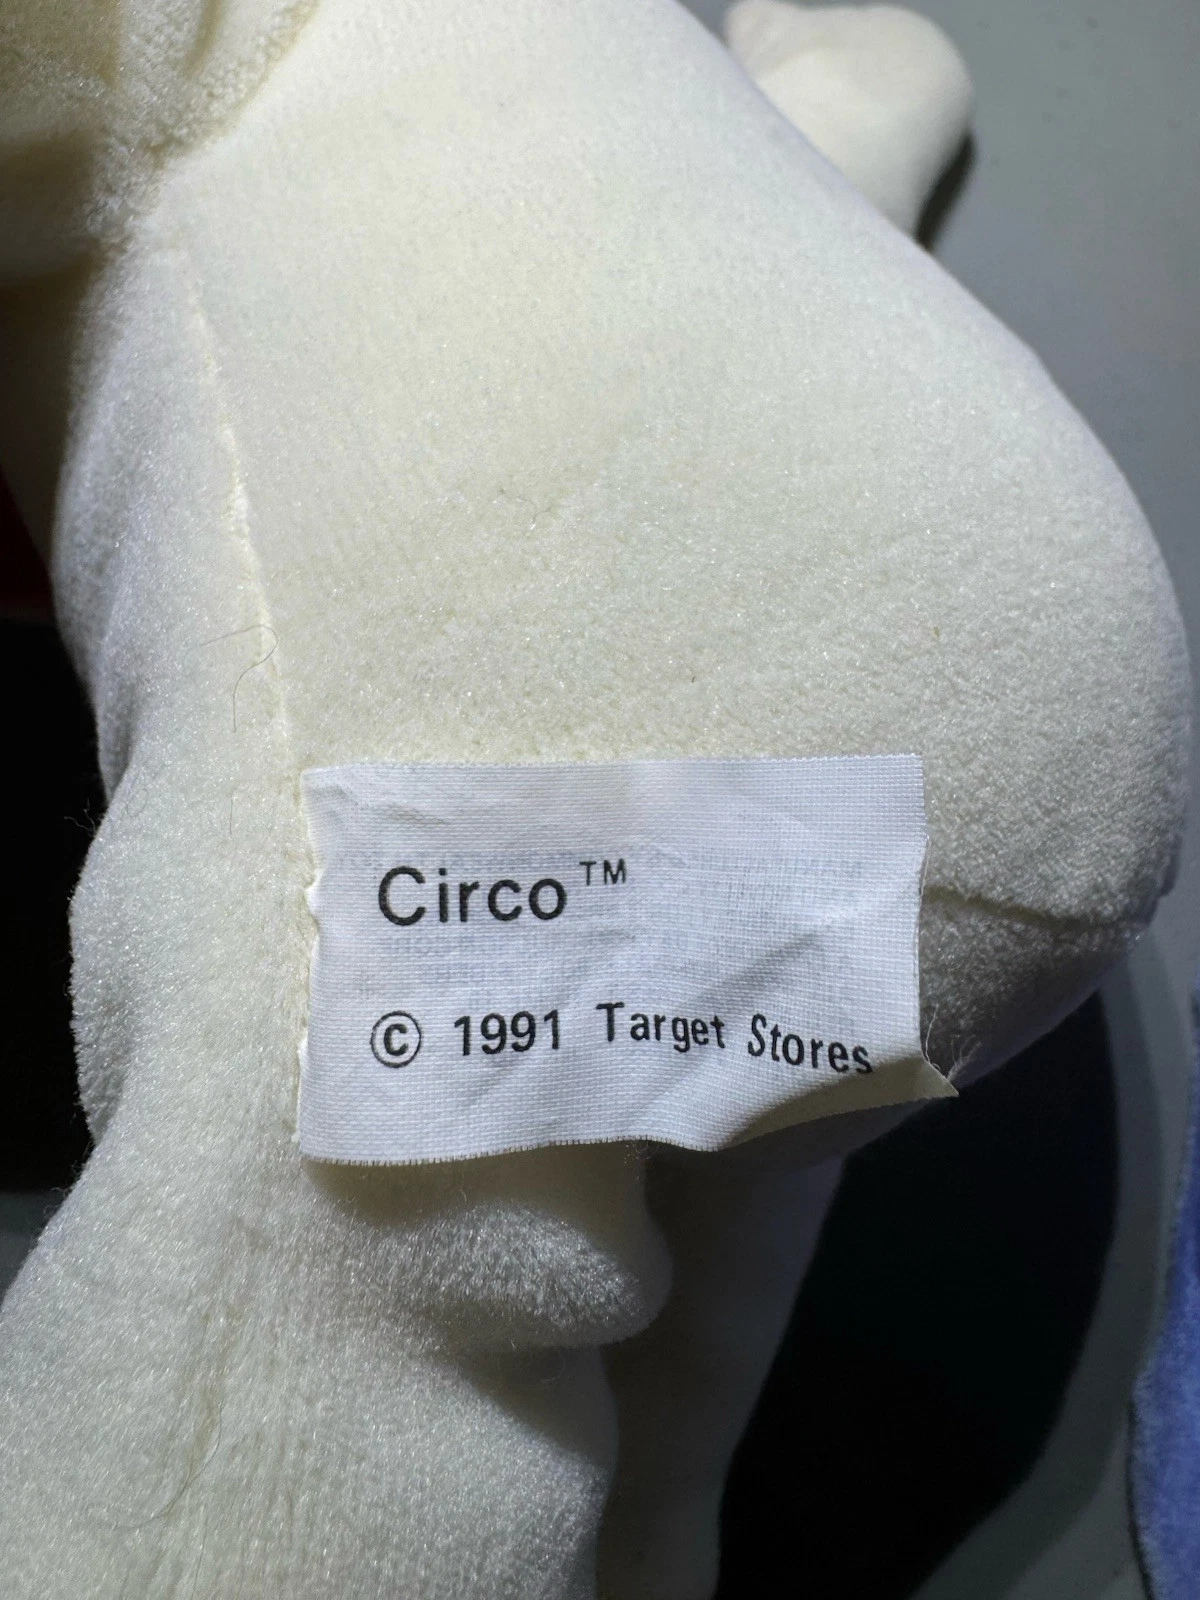 Circo™
© 1991 Target Stores